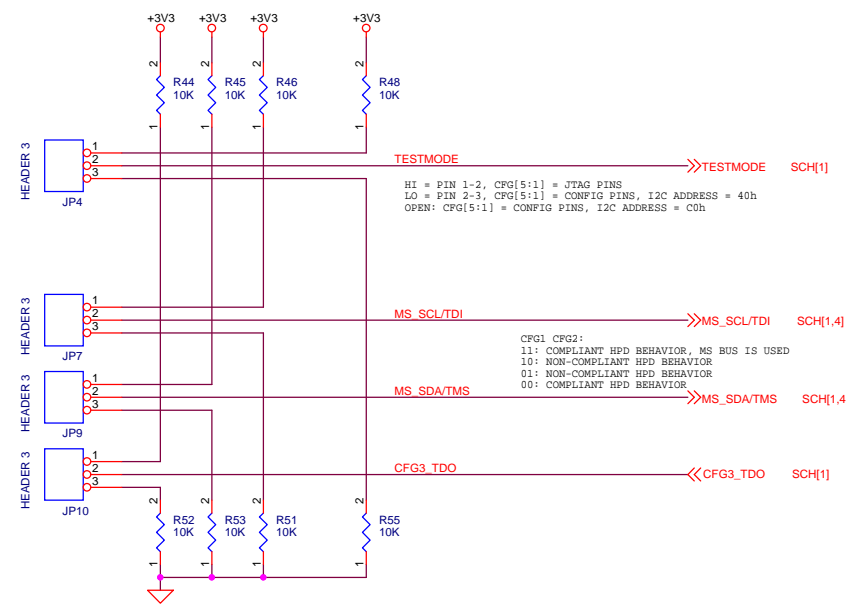 +3V3 +3V3 +3V3 +3V3
2 2 2 2
R44 R45 R46 R48
10K 10K 10K 10K
1 1 1 1
HEADER 3
1
2
3
JP4
TESTMODE
TESTMODE SCH[1]
HI = PIN 1-2, CFG[5:1] = JTAG PINS
LO = PIN 2-3, CFG[5:1] = CONFIG PINS, I2C ADDRESS = 40h
OPEN: CFG[5:1] = CONFIG PINS, I2C ADDRESS = C0h
HEADER 3
1
2
3
JP7
MS_SCL/TDI
MS_SCL/TDI SCH[1,4]
CFG1 CFG2:
11: COMPLIANT HPD BEHAVIOR, MS BUS IS USED
10: NON-COMPLIANT HPD BEHAVIOR
01: NON-COMPLIANT HPD BEHAVIOR
00: COMPLIANT HPD BEHAVIOR
HEADER 3
1
2
3
JP9
MS_SDA/TMS
MS_SDA/TMS SCH[1,4
HEADER 3
1
2
3
JP10
CFG3_TDO
CFG3_TDO SCH[1]
2 2 2 2
R52 R53 R51 R55
10K 10K 10K 10K
1 1 1 1